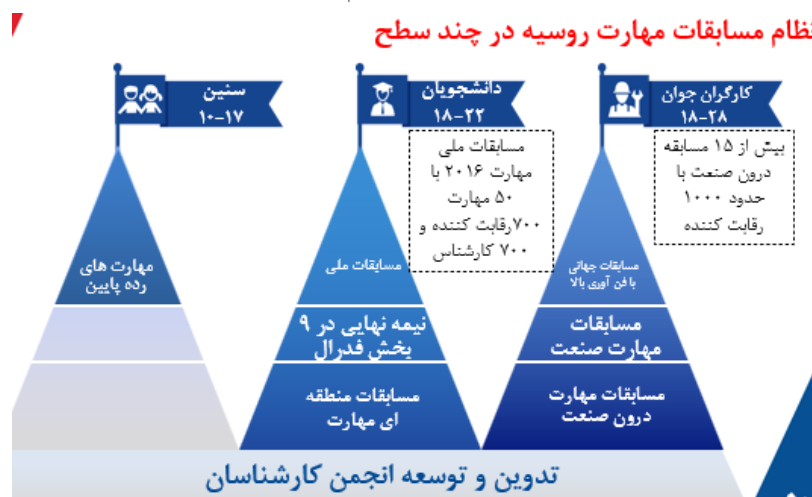 نظام مسابقات مهارت روسیه در چند سطح
کارگران جوان
۱۸-۲۸
بیش از ۱۵ مسابقه
درون صنعت با
حدود ۱۰۰۰
رقابت کننده
مسابقات جهانی
با فن آوری بالا
مسابقات
مهارت صنعت
مسابقات مهارت
درون صنعت
دانشجویان
۱۸-۲۲
مسابقات ملی
مهارت ۲۰۱۶ با
۵۰ مهارت
۷۰۰رقابت کننده و
۷۰۰ کارشناس
مسابقات ملی
نیمه نهایی در ۹
بخش فدرال
مسابقات منطقه
ای مهارت
سنین
۱۰-۱۷
مهارت های
رده پایین
تدوین و توسعه انجمن کارشناسان